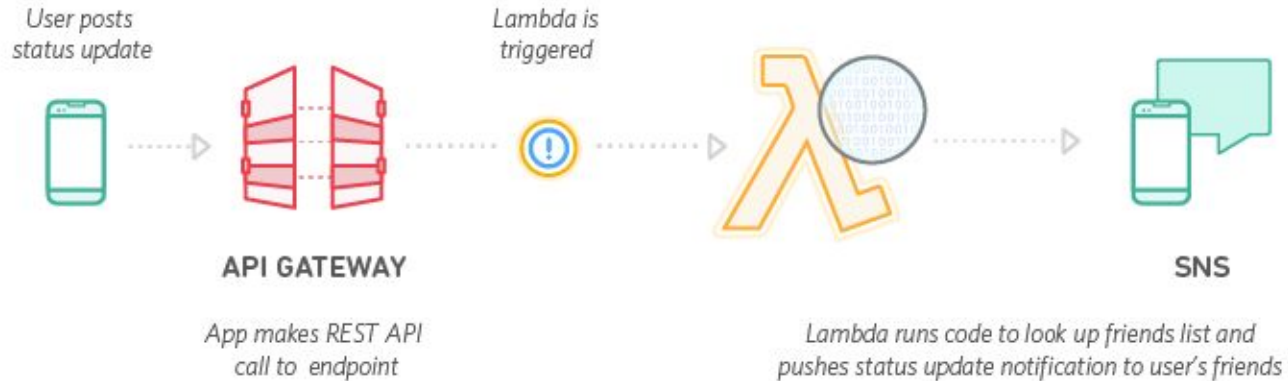 User posts
status update
Lambda is
triggered
API GATEWAY
SNS
App makes REST API
call to endpoint
Lambda runs code to look up friends list and
pushes status update notification to user's friends